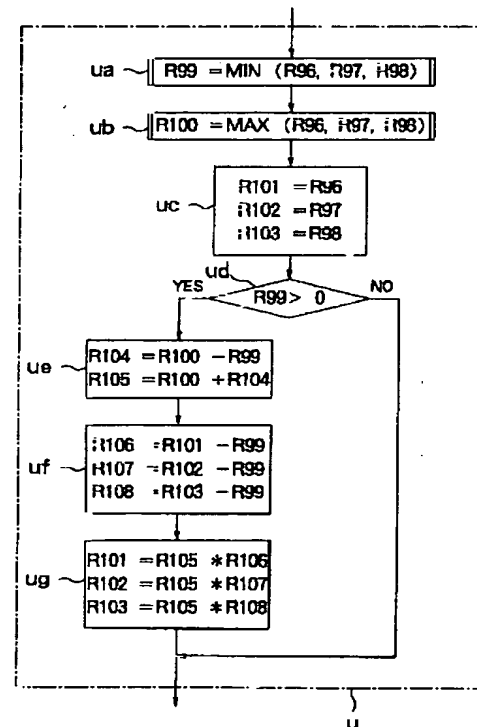 ua R99 =MIN (R96, R97, R98)
ub R100 =MAX (R96, R97, R98)
uc
R101 =R96
R102 =R97
R103 =R98
ud
YES R99> 0 NO
ue
R104 =R100 -R99
R105 =R100 +R104
uf
R106 =R101 -R99
R107 =R102 -R99
R108 =R103 -R99
ug
R101 =R105 *R106
R102 =R105 *R107
R103 =R105 *R108
u